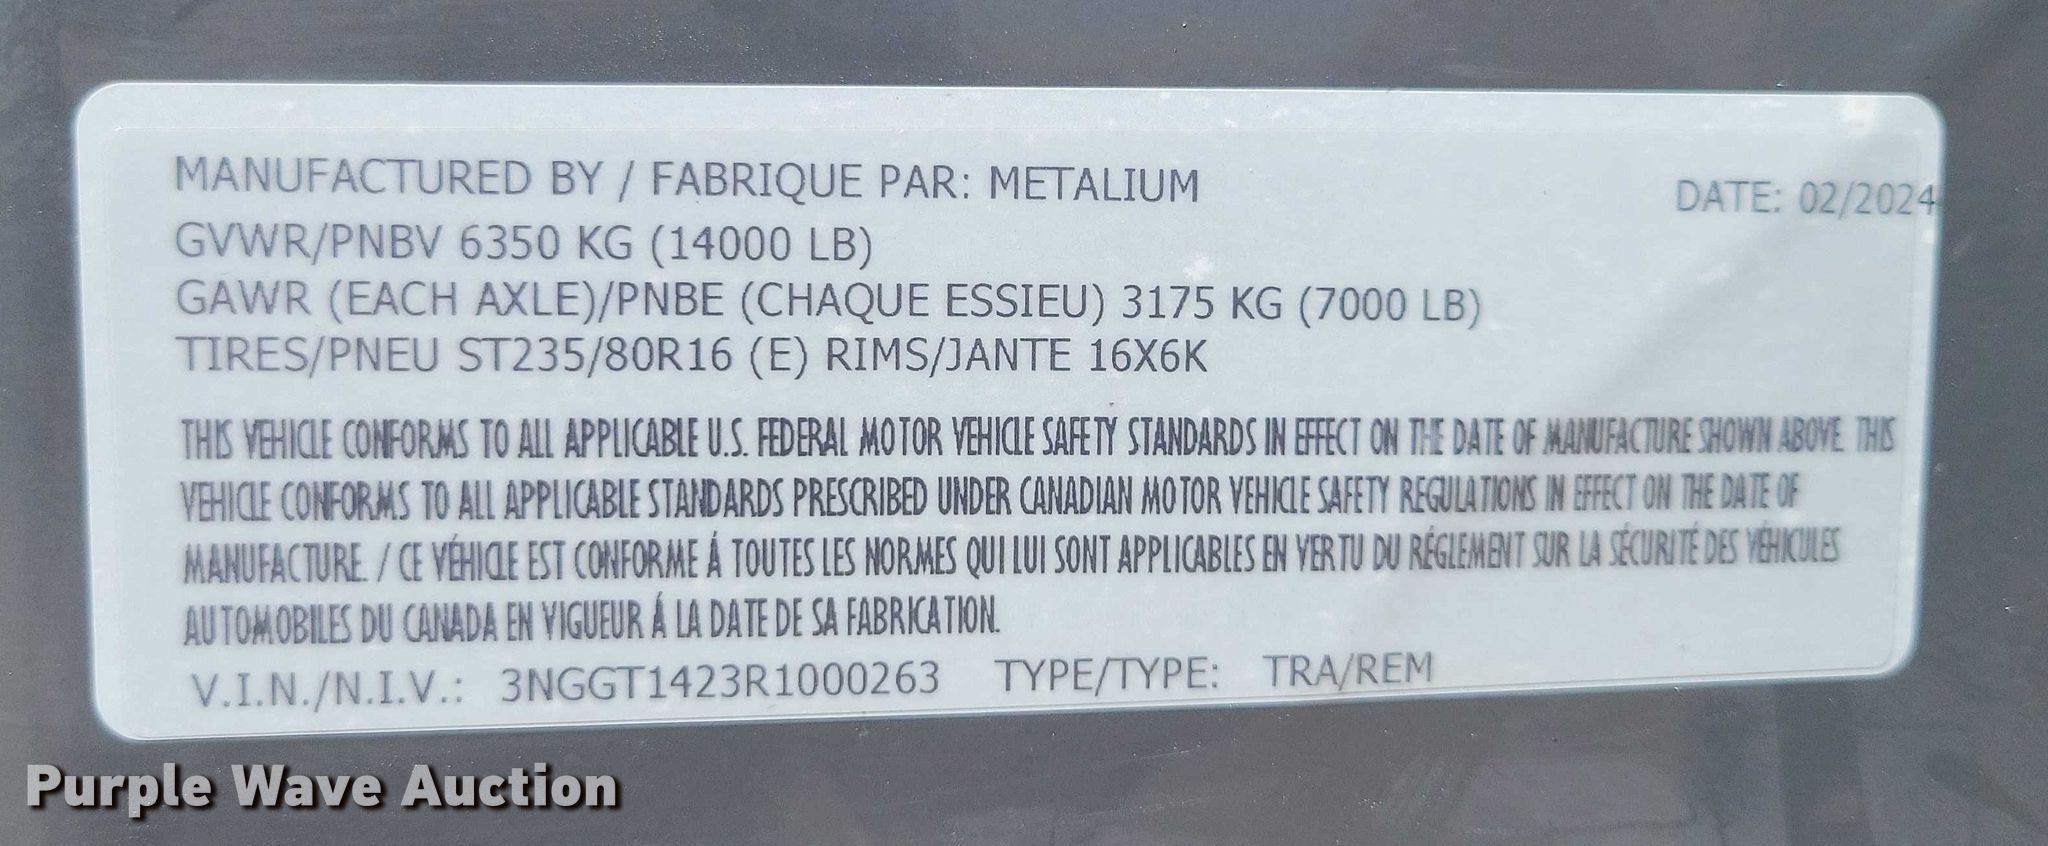 MANUFACTURED BY / FABRIQUE PAR: METALIUM
DATE: 02/2024
GVWR/PNBV 6350 KG (14000 LB)
GAWR (EACH AXLE)/PNBE (CHAQUE ESSIEU) 3175 KG (7000 LB)
TIRES/PNEU ST235/80R16 (E) RIMS/JANTE 16X6K
THIS VEHICLE CONFORMS TO ALL APPLICABLE U.S. FEDERAL MOTOR VEHICLE SAFETY STANDARDS IN EFFECT ON THE DATE OF MANUFACTURE SHOWN ABOVE. THIS
VEHICLE CONFORMS TO ALL APPLICABLE STANDARDS PRESCRIBED UNDER CANADIAN MOTOR VEHICLE SAFETY REGULATIONS IN EFFECT ON THE DATE OF
MANUFACTURE. / CE VÉHICLE EST CONFORME Á TOUTES LES NORMES QUI LUI SONT APPLICABLES EN VERTU DU RÉGLEMENT SUR LA SÉCURITÉ DES VÉHICULES
AUTOMOBILES DU CANADA EN VIGUEUR Á LA DATE DE SA FABRICATION.
V.I.N./N.I.V.: 3NGGT1423R1000263 TYPE/TYPE: TRA/REM
Purple Wave Auction